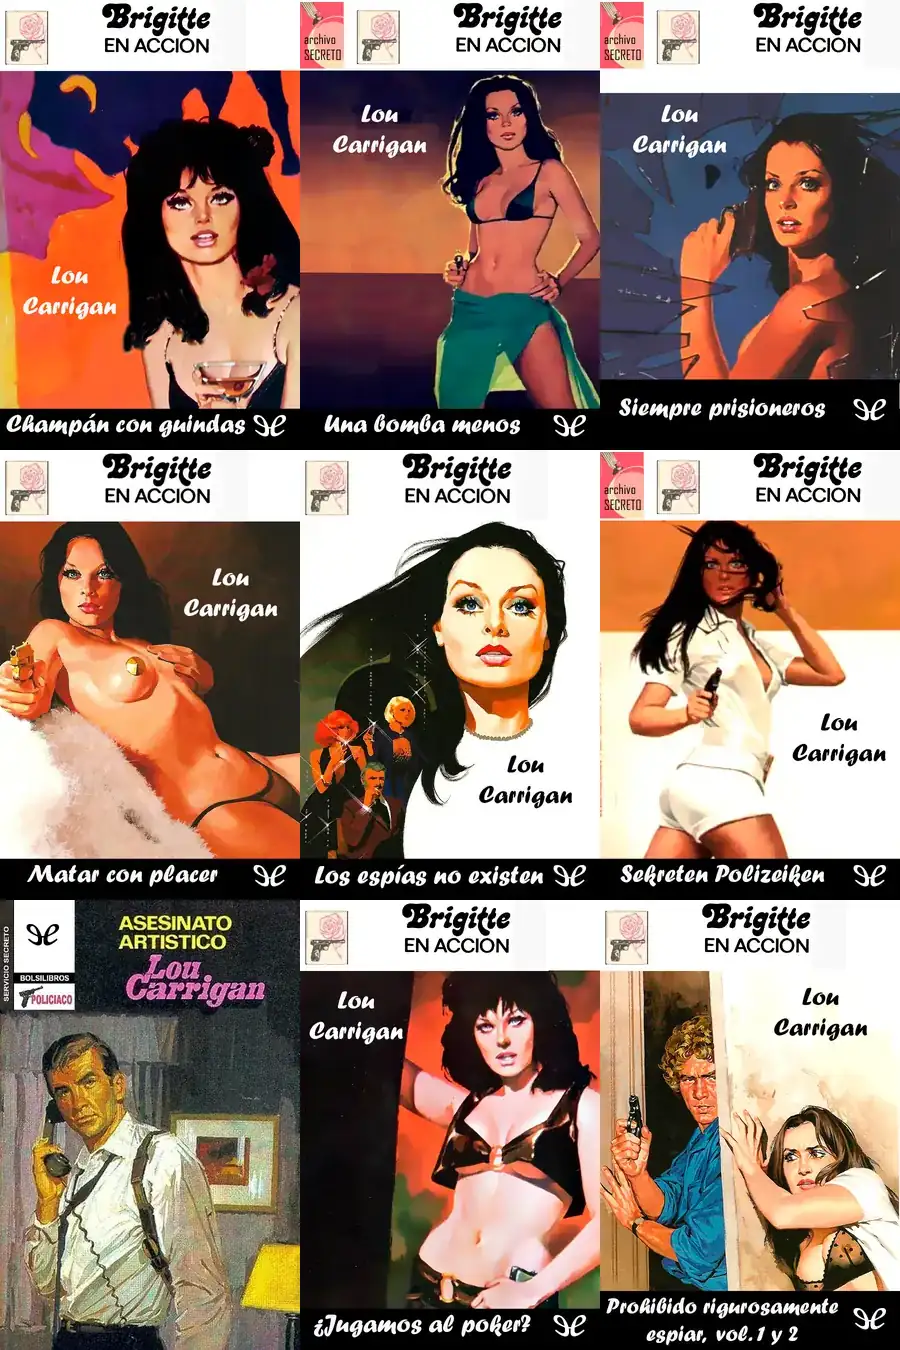 Brigitte
EN ACCION
Lou
Carrigan
Champán con guindas
archivo
SECRETO
Brigitte
EN ACCION
Lou
Carrigan
Una bomba menos
archivo
SECRETO
Brigitte
EN ACCION
Lou
Carrigan
Siempre prisioneros
Brigitte
EN ACCION
Lou
Carrigan
Matar con placer
Brigitte
EN ACCION
Lou
Carrigan
Los espías no existen
archivo
SECRETO
Brigitte
EN ACCION
Lou
Carrigan
Sekreten Polizeiken
SERVICIO SECRETO
BOLSILIBROS
POLICIACO
ASESINATO
ARTISTICO
Lou
Carrigan
Brigitte
EN ACCION
Lou
Carrigan
¿Jugamos al poker?
Brigitte
EN ACCION
Lou
Carrigan
Prohibido rigurosamente
espiar, vol. 1 y 2